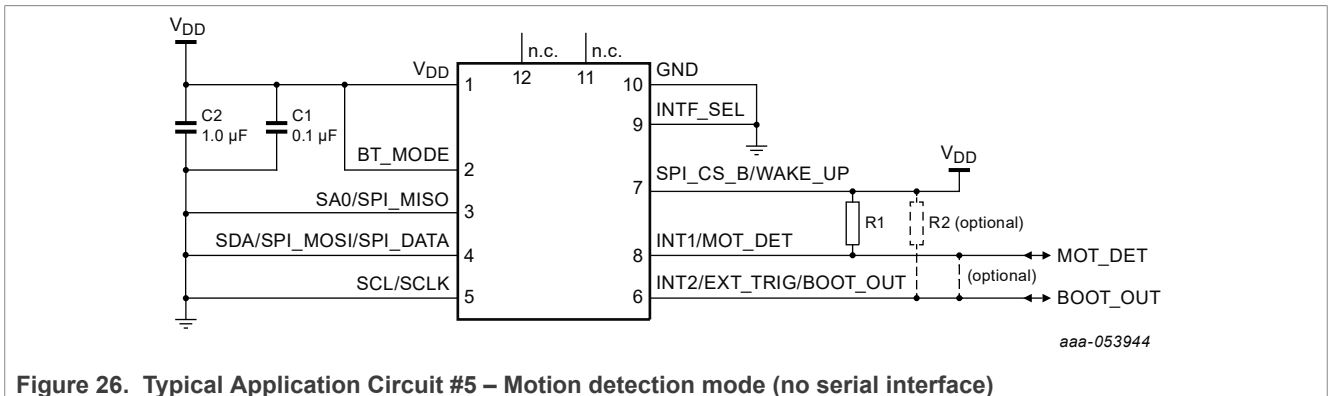 VDD
n.c. n.c.
VDD 12 11 GND
1 10
C2 C1 INTF_SEL
1.0 µF 0.1 µF 9
BT_MODE VDD
2 SPI_CS_B/WAKE_UP
7
SA0/SPI_MISO
3 R1 R2 (optional)
SDA/SPI_MOSI/SPI_DATA INT1/MOT_DET
4 8 MOT_DET
(optional)
SCL/SCLK INT2/EXT_TRIG/BOOT_OUT
5 6 BOOT_OUT
aaa-053944
Figure 26. Typical Application Circuit #5 – Motion detection mode (no serial interface)